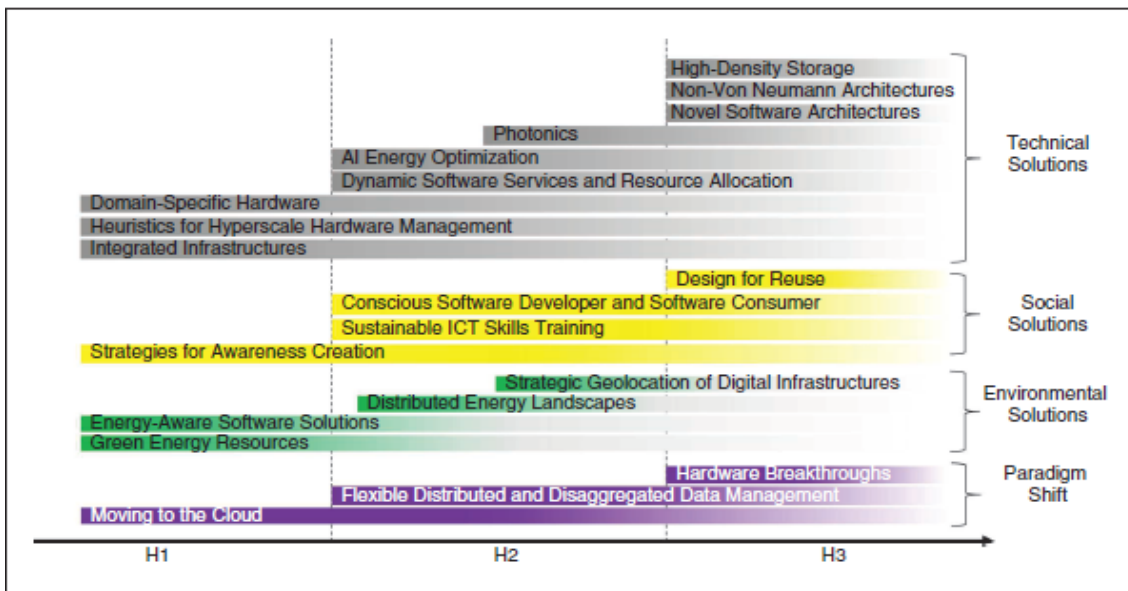 High-Density Storage
Non-Von Neumann Architectures
Novel Software Architectures
Photonics
AI Energy Optimization
Dynamic Software Services and Resource Allocation
Domain-Specific Hardware
Heuristics for Hyperscale Hardware Management
Integrated Infrastructures
Technical
Solutions
Design for Reuse
Conscious Software Developer and Software Consumer
Sustainable ICT Skills Training
Strategies for Awareness Creation
Social
Solutions
Strategic Geolocation of Digital Infrastructures
Distributed Energy Landscapes
Energy-Aware Software Solutions
Green Energy Resources
Environmental
Solutions
Hardware Breakthroughs
Flexible Distributed and Disaggregated Data Management
Moving to the Cloud
Paradigm
Shift
H1
H2
H3